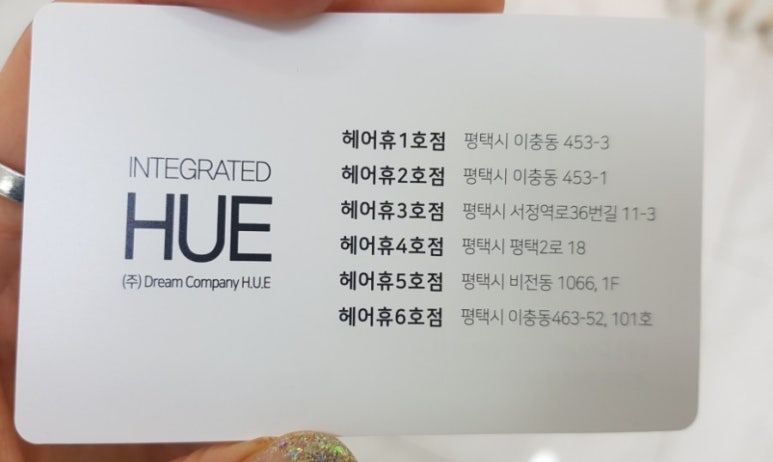 INTEGRATED
HUE
(주) Dream Company H.U.E
헤어휴1호점 평택시 이충동 453-3
헤어휴2호점 평택시 이충동 453-1
헤어휴3호점 평택시 서정역로36번길 11-3
헤어휴4호점 평택시 평택2로 18
헤어휴5호점 평택시 비전동 1066, 1F
헤어휴6호점 평택시 이충동463-52, 101호